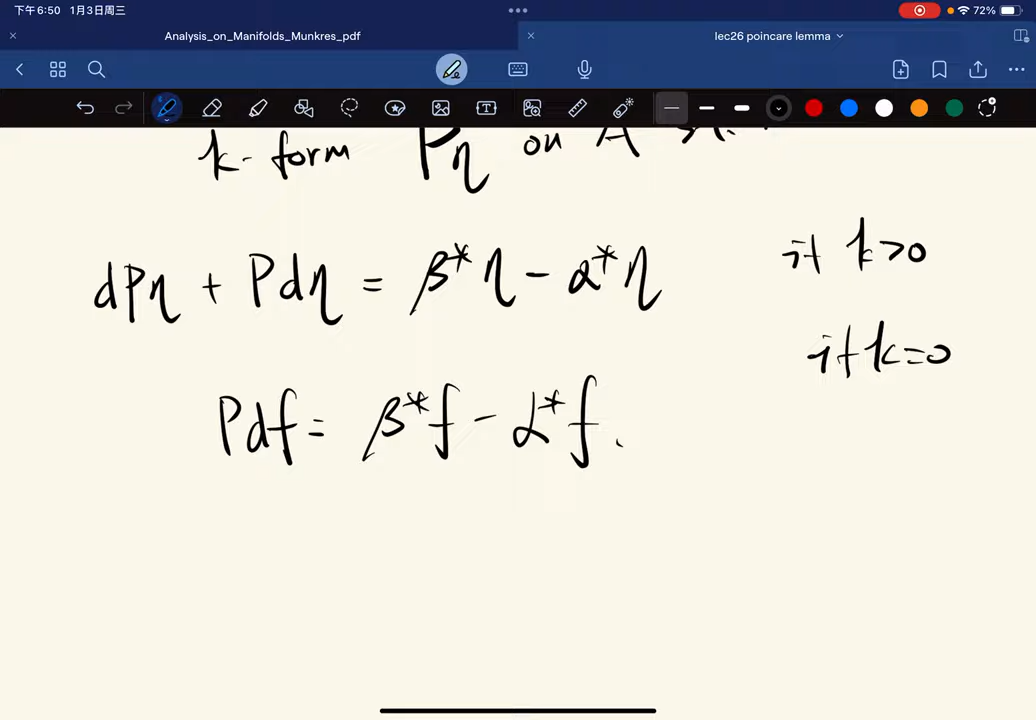 下午6:50 1月3日周三
72%
Analysis_on_Manifolds_Munkres_pdf
lec26 poincare lemma
k-form Pη on A s.t.
if k>0
dPη + Pdη = β*η - α*η
if k=0
Pdf = β*f - α*f.